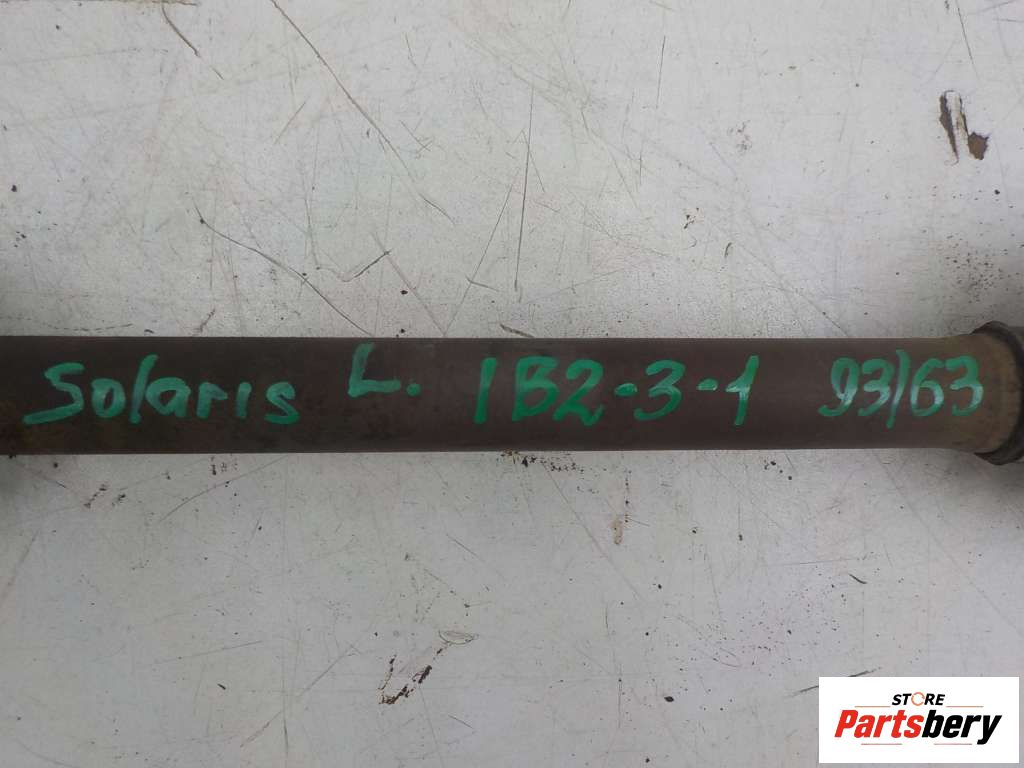 Solaris L. 1B2-3-1 93/63
STORE
Partsbery